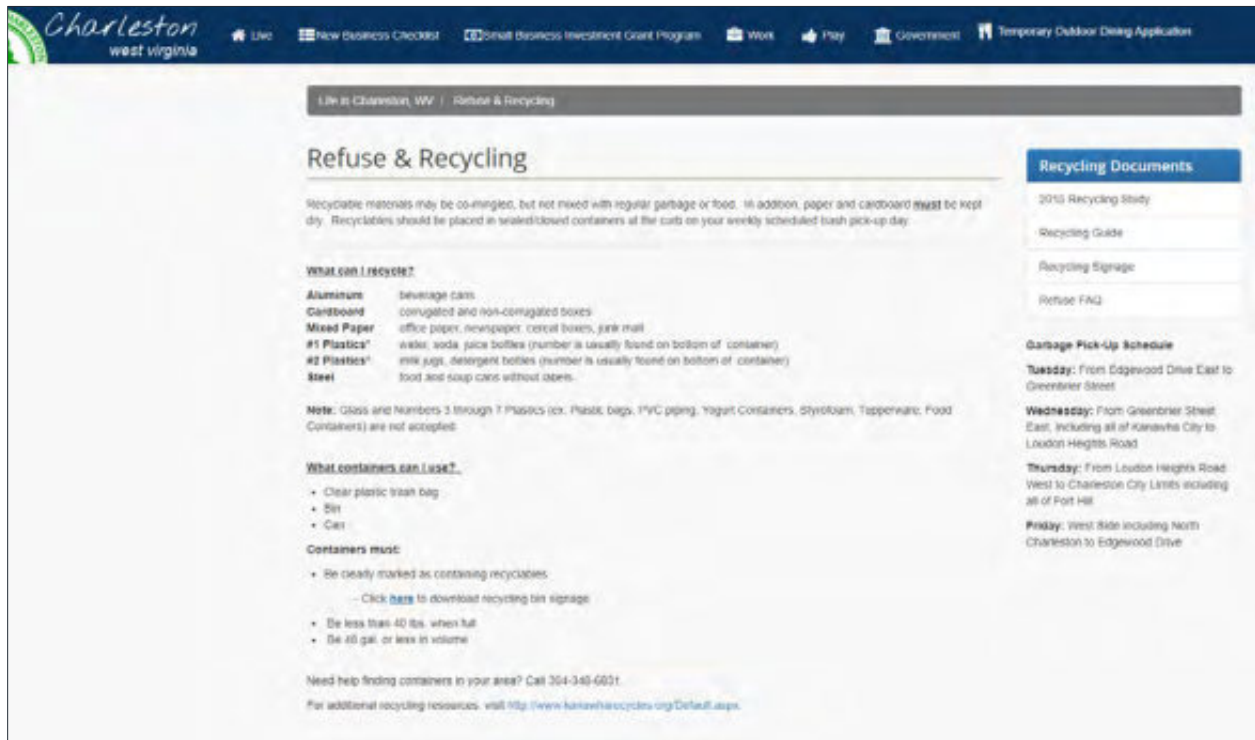 CHARLESTON
Charleston
west virginia
Live
New Business Checklist
Small Business Investment Grant Program
Work
Play
Government
Temporary Outdoor Dining Application
Life in Charleston, WV / Refuse & Recycling
Refuse & Recycling
Recyclable materials may be co-mingled, but not mixed with regular garbage or food. In addition, paper and cardboard must be kept
dry. Recyclables should be placed in sealed/closed containers at the curb on your weekly scheduled trash pick-up day.
What can I recycle?
Aluminum beverage cans
Cardboard corrugated and non-corrugated boxes
Mixed Paper office paper, newspaper, cereal boxes, junk mail
#1 Plastics* water, soda, juice bottles (number is usually found on bottom of container)
#2 Plastics* milk jugs, detergent bottles (number is usually found on bottom of container)
Steel food and soup cans without labels.
Note: Glass and Numbers 3 through 7 Plastics (ex. Plastic bags, PVC piping, Yogurt Containers, Styrofoam, Tupperware, Food
Containers) are not accepted.
What containers can I use?
• Clear plastic trash bag
• Bin
• Can
Containers must:
• Be clearly marked as containing recyclables
– Click here to download recycling bin signage
• Be less than 40 lbs. when full
• Be gal. or less in volume
Need help finding containers in your area? Call
For additional recycling resources, visit http://www.kanawharecycles.org/Default.aspx.
Recycling Documents
Recycling Study
Recycling Guide
Recycling Signage
Refuse FAQ
Garbage Pick-Up Schedule
Tuesday: From Edgewood Drive East to
Greenbrier Street
Wednesday: From Greenbrier Street
East, including all of Kanawha City to
Loudon Heights Road
Thursday: From Loudon Heights Road
West to Charleston City Limits including
all of Fort Hill
Friday: West Side including North
Charleston to Edgewood Drive